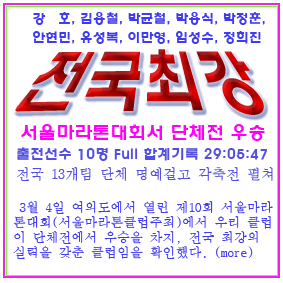 강 호, 김용철, 박균철, 박용식, 박정훈,
안현민, 유성복, 이만영, 임성수, 정희진
전국최강
서울마라톤대회서 단체전 우승
출전선수 10명 Full 합계기록 29:05:47
전국 13개팀 단체 명예걸고 각축전 펼쳐
3월 4일 여의도에서 열린 제10회 서울마라
톤대회(서울마라톤클럽주최)에서 우리 클럽
이 단체전에서 우승을 차지, 전국 최강의
실력을 갖춘 클럽임을 확인했다. (more)